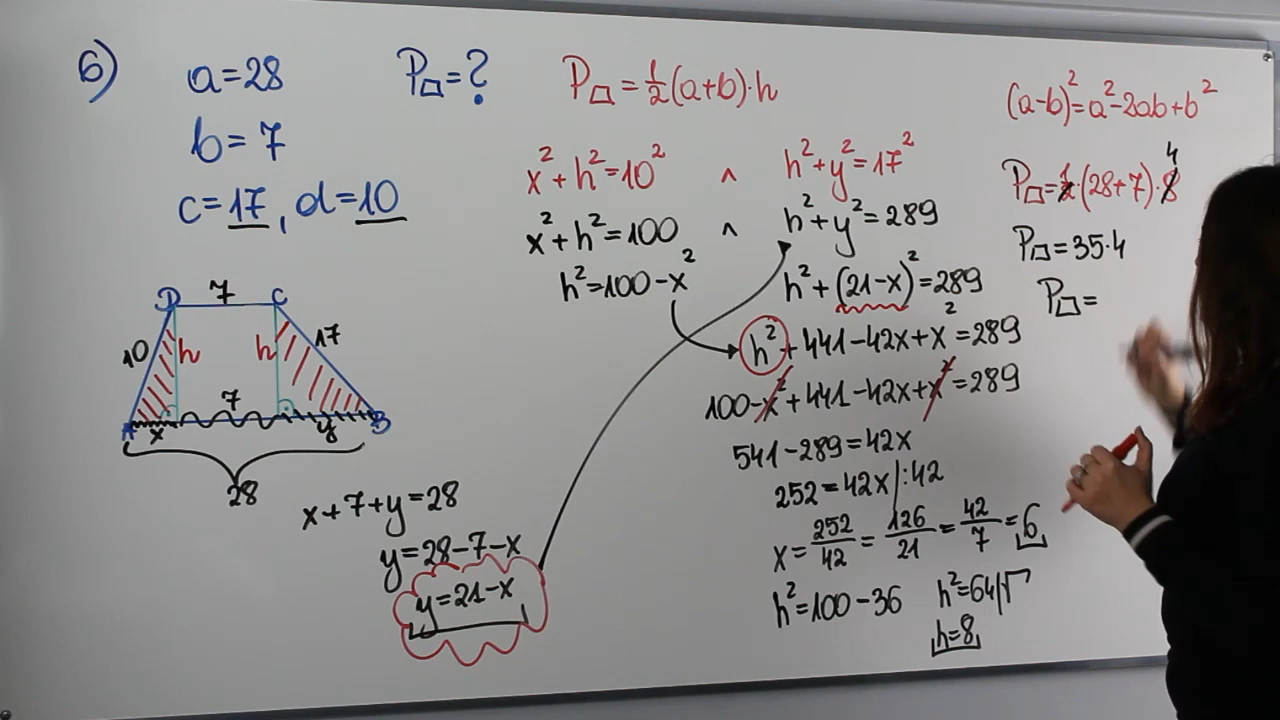 6) a=28 P▱=? P▱=½(a+b)·h
b=7
c=17, d=10
(a-b)²=a²-2ab+b²
x²+h²=10² ∧ h²+y²=17²
x²+h²=100 ∧ h²+y²=289
h²=100-x² h²+(21-x)²=289
h²+441-42x+x²=289
100-x²+441-42x+x²=289
541-289=42x
252=42x/:42
x=252/42=126/21=42/7=6
h²=100-36 h²=64/√
h=8
P▱=½·(28+7)·8 4
P▱=35·4
P▱=
D 7 C
10 h h 17
7
A x y B
28
x+7+y=28
y=28-7-x
y=21-x